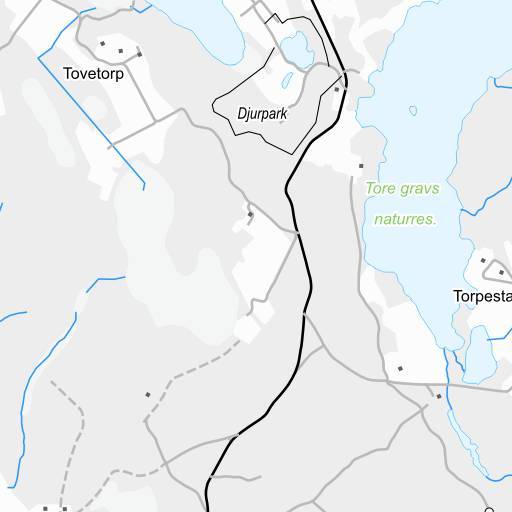 Tovetorp
Djurpark
Tore gravs
naturres.
Torpesta